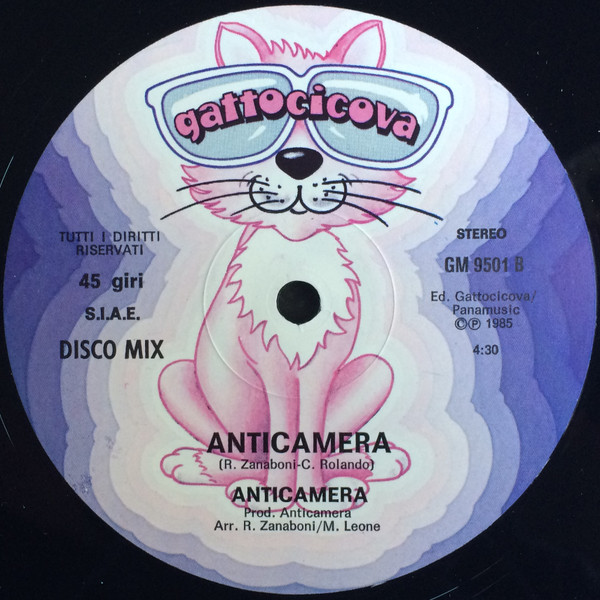 gattocicova
TUTTI I DIRITTI
RISERVATI
45 giri
S.I.A.E.
DISCO MIX
STEREO
GM 9501 B
Ed. Gattocicova/
Panamusic
©℗ 1985
4:30
ANTICAMERA
(R. Zanaboni-C. Rolando)
ANTICAMERA
Prod. Anticamera
Arr. R. Zanaboni/M. Leone